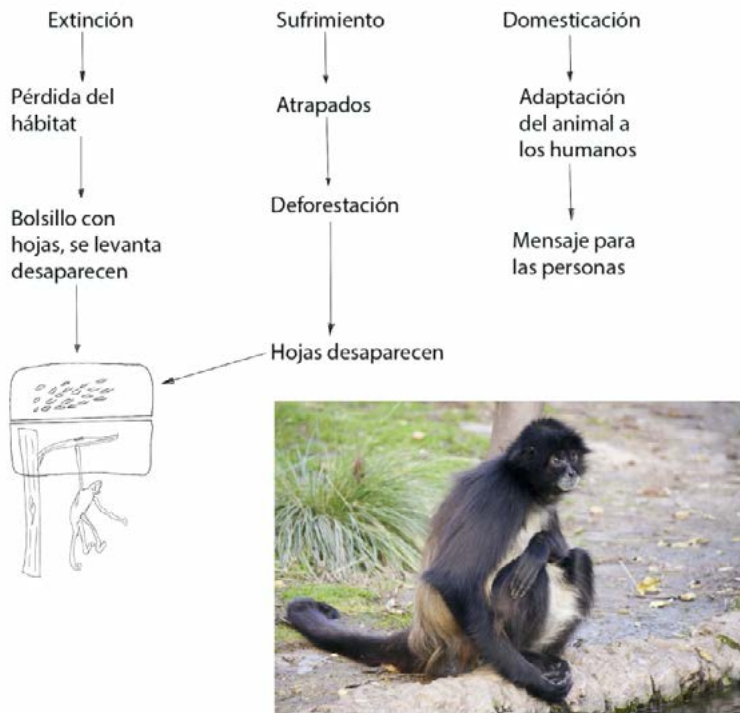 Extinción
Pérdida del
hábitat
Bolsillo con
hojas, se levanta
desaparecen
Sufrimiento
Atrapados
Deforestación
Hojas desaparecen
Domesticación
Adaptación
del animal a
los humanos
Mensaje para
las personas